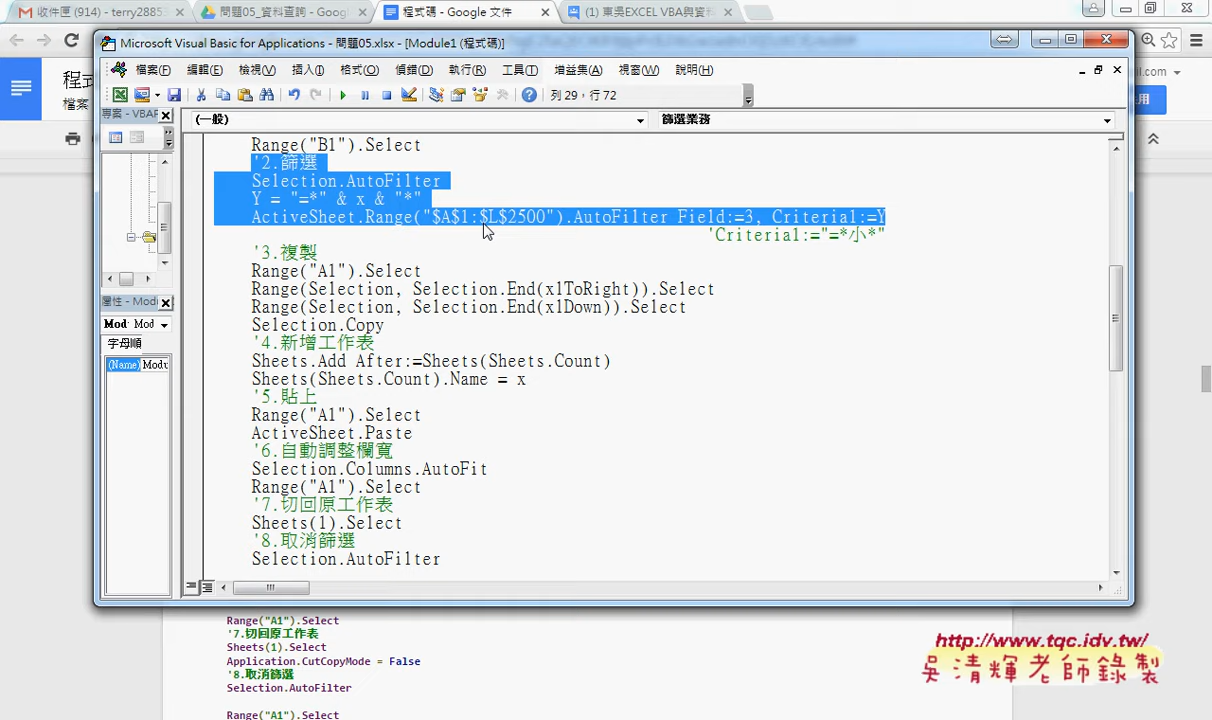 收件匣 (914) - terry2885
問題05_資料查詢 - Goog
程式碼 - Google 文件
(1) 東吳EXCEL VBA與資料
Microsoft Visual Basic for Applications - 問題05.xlsx - [Module1 (程式碼)]
檔案(F) 編輯(E) 檢視(V) 插入(I) 格式(O) 偵錯(D) 執行(R) 工具(T) 增益集(A) 視窗(W) 說明(H)
列 29，行 72
專案 - VBAP
(一般)
篩選業務
Range("B1").Select
'2.篩選
Selection.AutoFilter
Y = "=*" & x & "*"
ActiveSheet.Range("$A$1:$L$2500").AutoFilter Field:=3, Criteria1:=Y
'Criteria1:="=*小*"
'3.複製
Range("A1").Select
Range(Selection, Selection.End(xlToRight)).Select
Range(Selection, Selection.End(xlDown)).Select
Selection.Copy
'4.新增工作表
Sheets.Add After:=Sheets(Sheets.Count)
Sheets(Sheets.Count).Name = x
'5.貼上
Range("A1").Select
ActiveSheet.Paste
'6.自動調整欄寬
Selection.Columns.AutoFit
Range("A1").Select
'7.切回原工作表
Sheets(1).Select
'8.取消篩選
Selection.AutoFilter
屬性 - Mod
Mod Mod
字母順
(Name) Modu
程式
檔案
il.com
用
Range("A1").Select
'7.切回原工作表
Sheets(1).Select
Application.CutCopyMode = False
'8.取消篩選
Selection.AutoFilter
Range("A1").Select
http://www.tqc.idv.tw/
吳清輝老師錄製